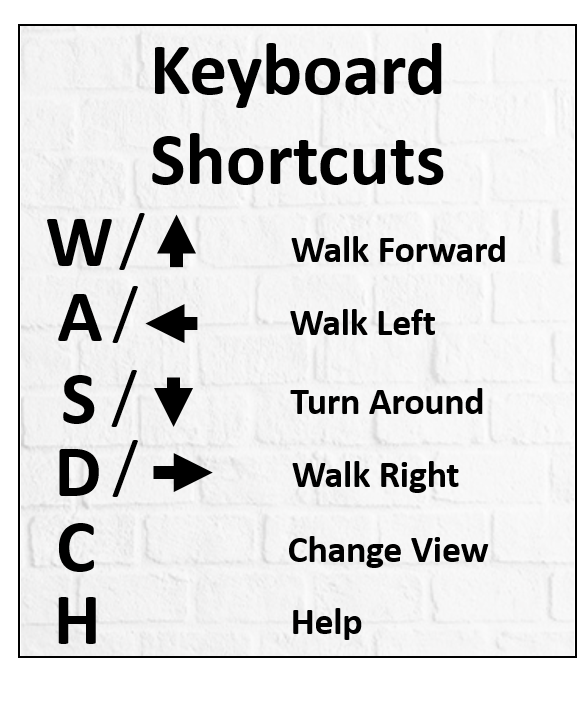 Keyboard
Shortcuts
W/↑ Walk Forward
A/← Walk Left
S/↓ Turn Around
D/→ Walk Right
C Change View
H Help